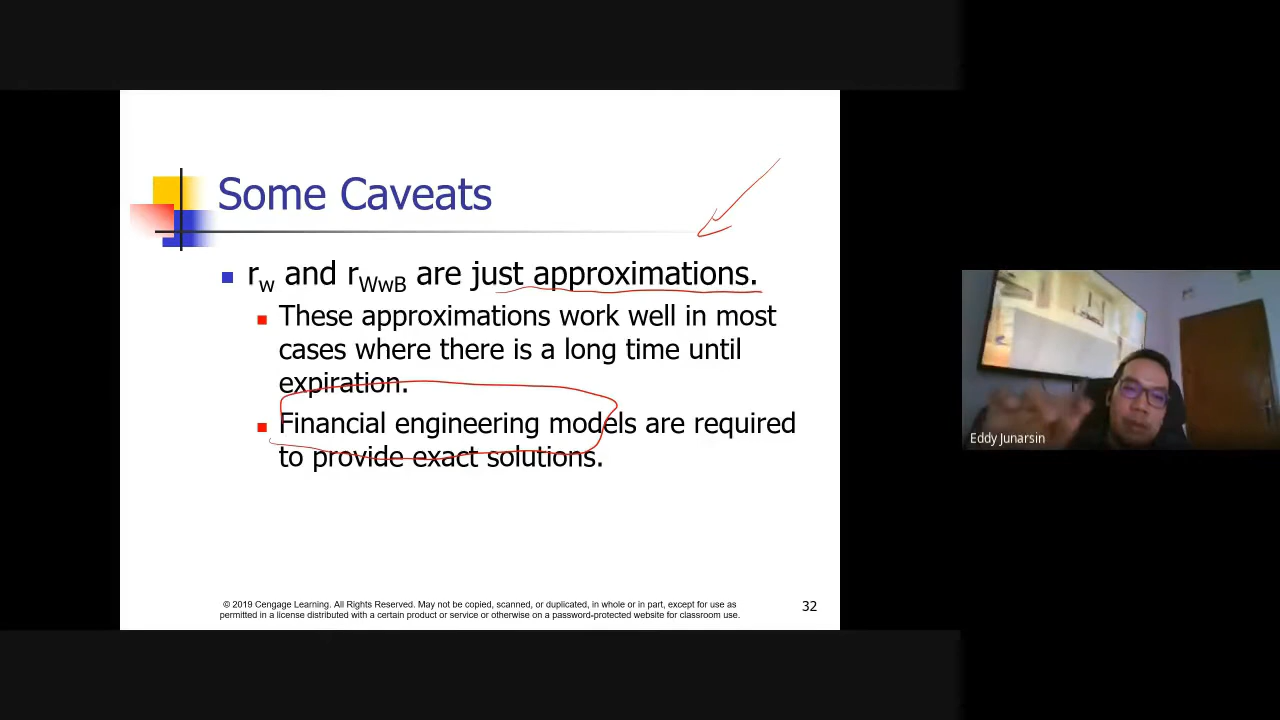 Some Caveats
rw and rWwB are just approximations.
These approximations work well in most
cases where there is a long time until
expiration.
Financial engineering models are required
to provide exact solutions.
© 2019 Cengage Learning. All Rights Reserved. May not be copied, scanned, or duplicated, in whole or in part, except for use as
permitted in a license distributed with a certain product or service or otherwise on a password-protected website for classroom use.
32
Eddy Junarsin